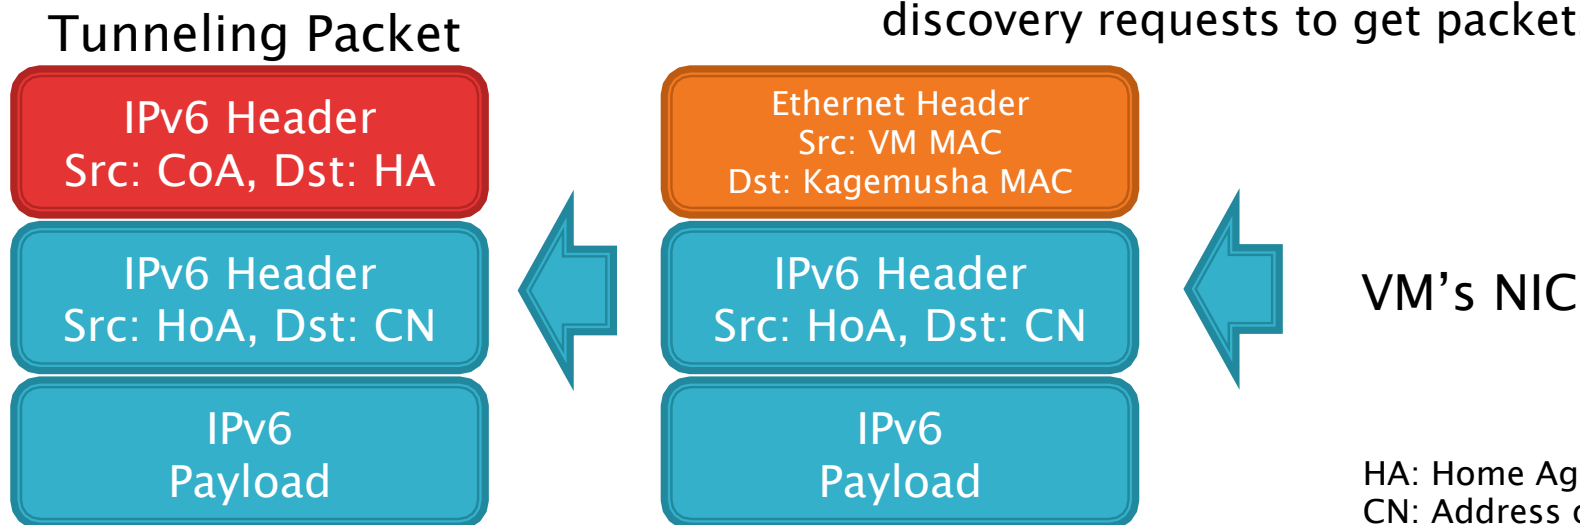 discovery requests to get packet
Tunneling Packet
IPv6 Header
Src: CoA, Dst: HA
IPv6 Header
Src: HoA, Dst: CN
IPv6
Payload
Ethernet Header
Src: VM MAC
Dst: Kagemusha MAC
IPv6 Header
Src: HoA, Dst: CN
IPv6
Payload
VM’s NIC
HA: Home Ag
CN: Address